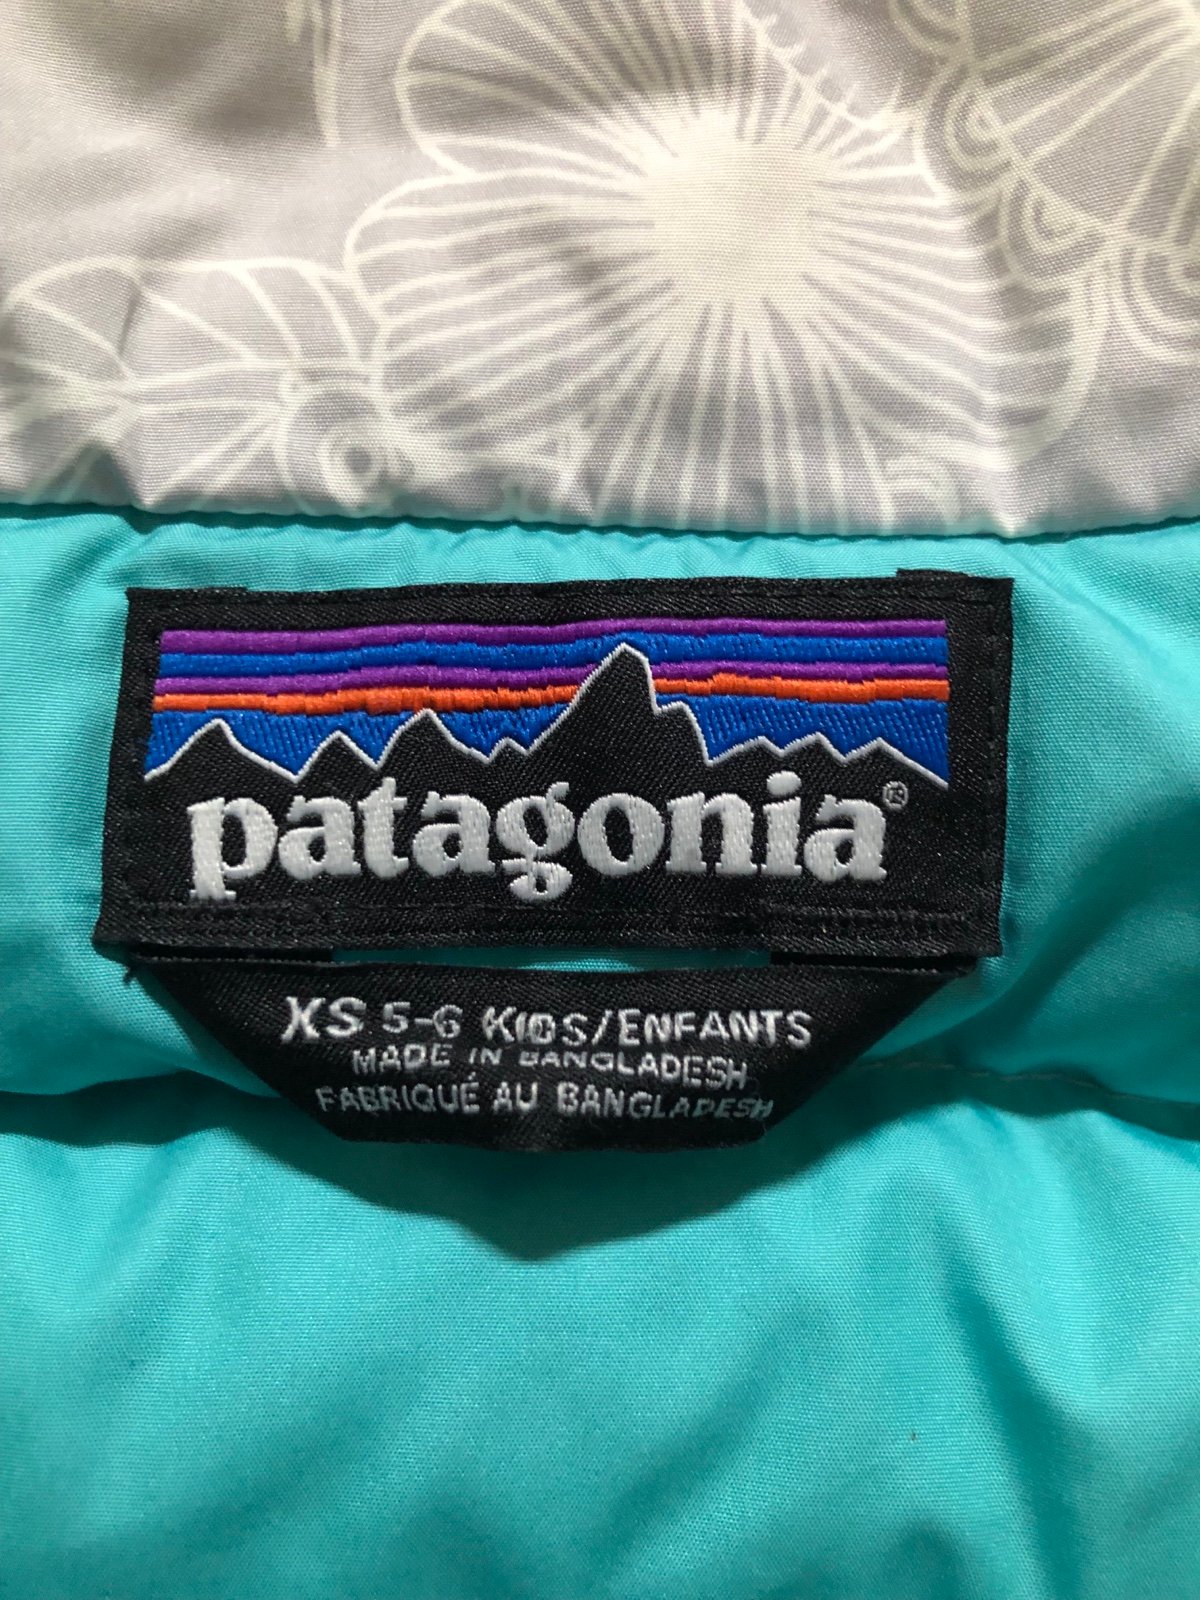 patagonia®
XS 5-6 KIDS/ENFANTS
MADE IN BANGLADESH
FABRIQUÉ AU BANGLADESH